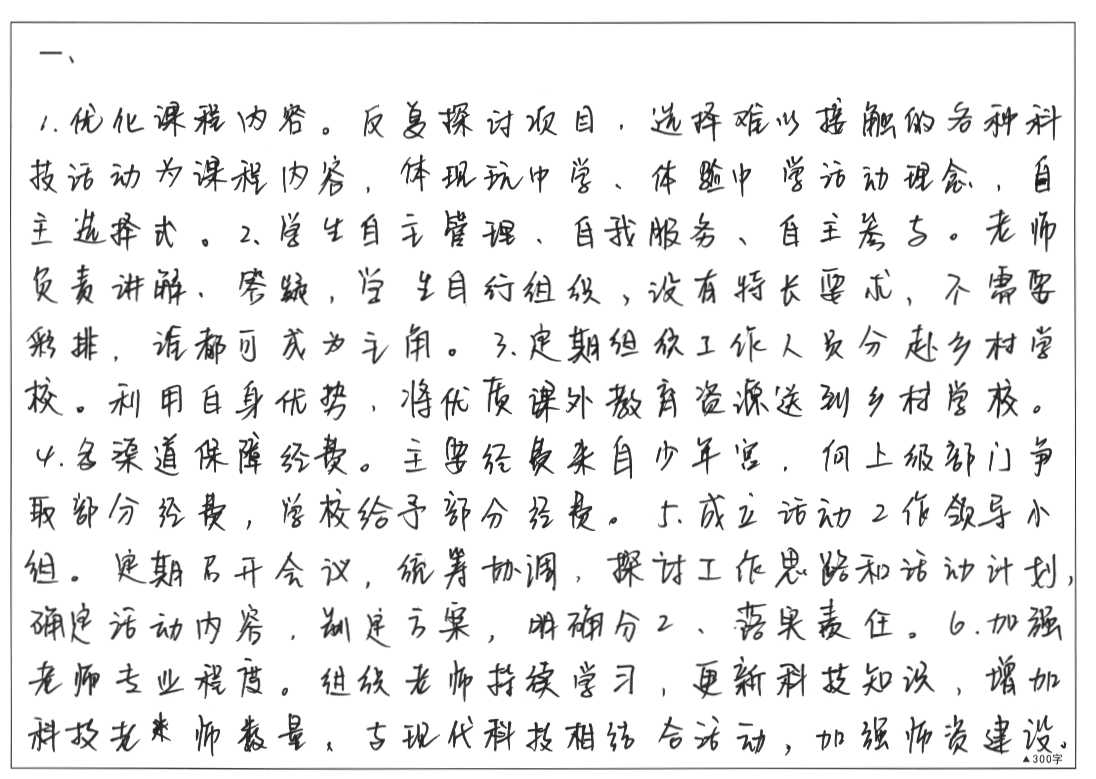 一、
1.优化课程内容。反复探讨项目，选择难以接触的各种科
技活动为课程内容，体现玩中学、体验中学活动理念，自
主选择式。2、学生自主管理、自我服务、自主参与。老师
负责讲解、答疑，学生自行组织，没有特长要求，不需要
彩排，谁都可成为主角。3.定期组织工作人员分赴乡村学
校。利用自身优势，将优质课外教育资源送到乡村学校。
4.多渠道保障经费。主要经费来自少年宫，向上级部门争
取部分经费，学校给予部分经费。5.成立活动工作领导小
组。定期召开会议，统筹协调，探讨工作思路和活动计划，
确定活动内容，制定方案，明确分工、落实责任。6.加强
老师专业程度。组织老师持续学习，更新科技知识，增加
科技老师数量、与现代科技相结合活动，加强师资建设。
▲300字